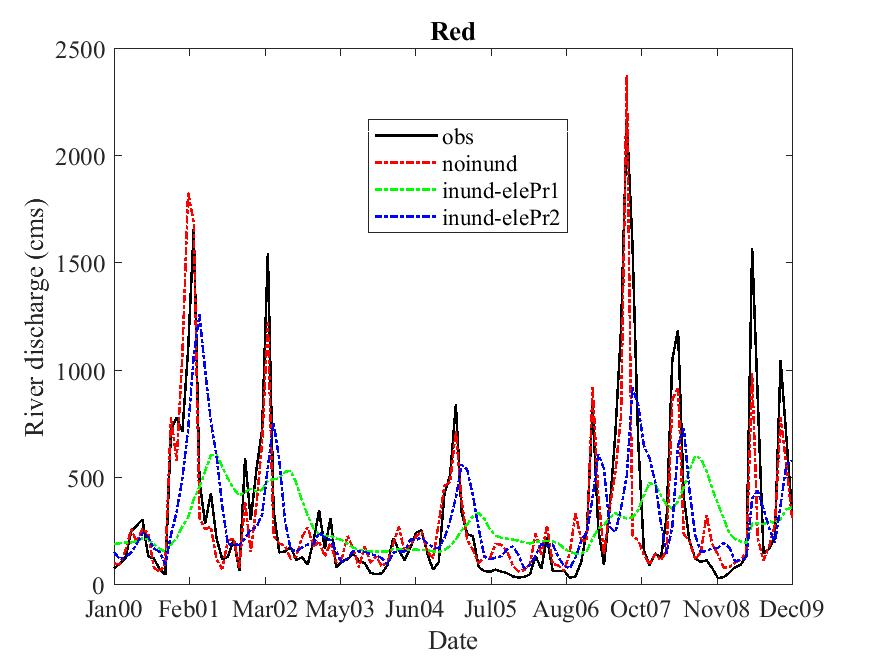 Red
2500
2000
1500
1000
500
0
River discharge (cms)
obs
noinund
inund-elePr1
inund-elePr2
Jan00 Feb01 Mar02 May03 Jun04 Jul05 Aug06 Oct07 Nov08 Dec09
Date